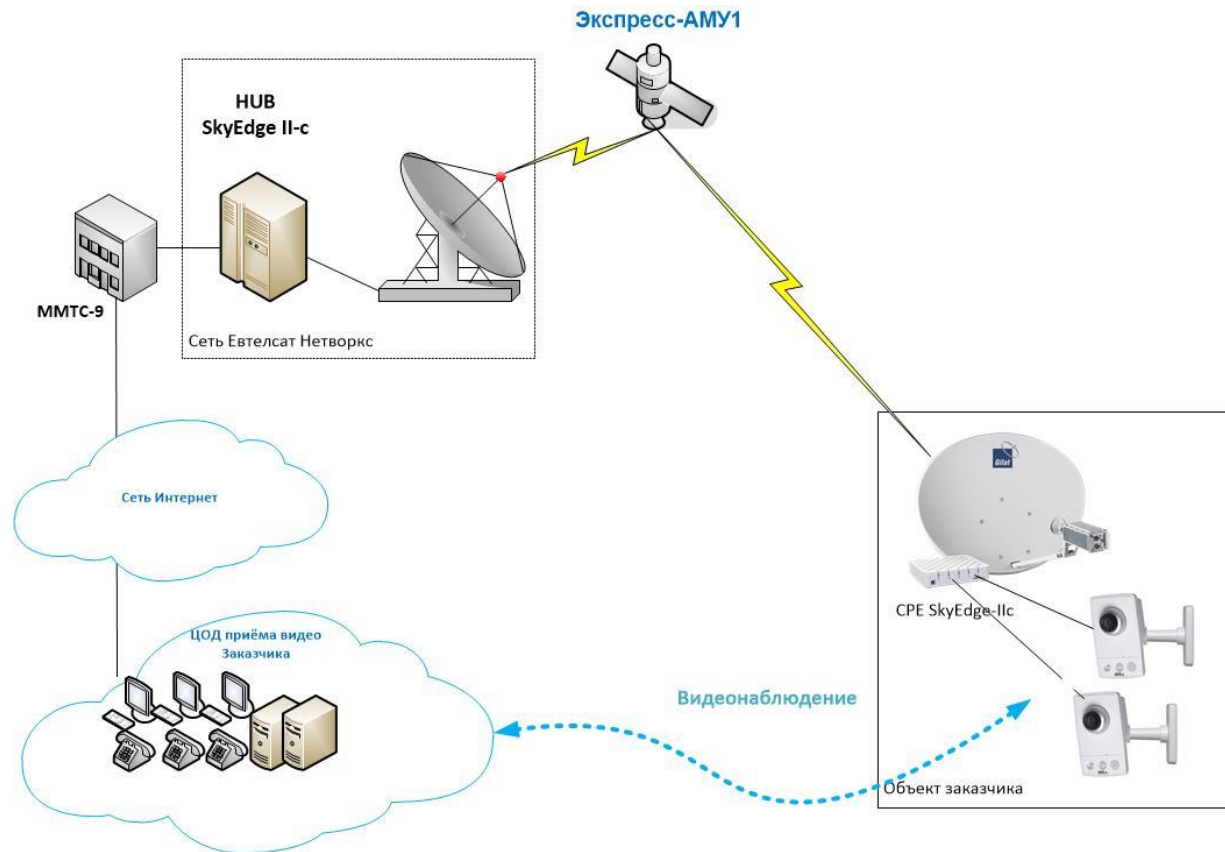 Экспресс-АМУ1
HUB
SkyEdge II-c
ММТС-9
Сеть Евтелсат Нетворкс
Сеть Интернет
Gilat
CPE SkyEdge-IIc
ЦОД приёма видео
Заказчика
Видеонаблюдение
Объект заказчика